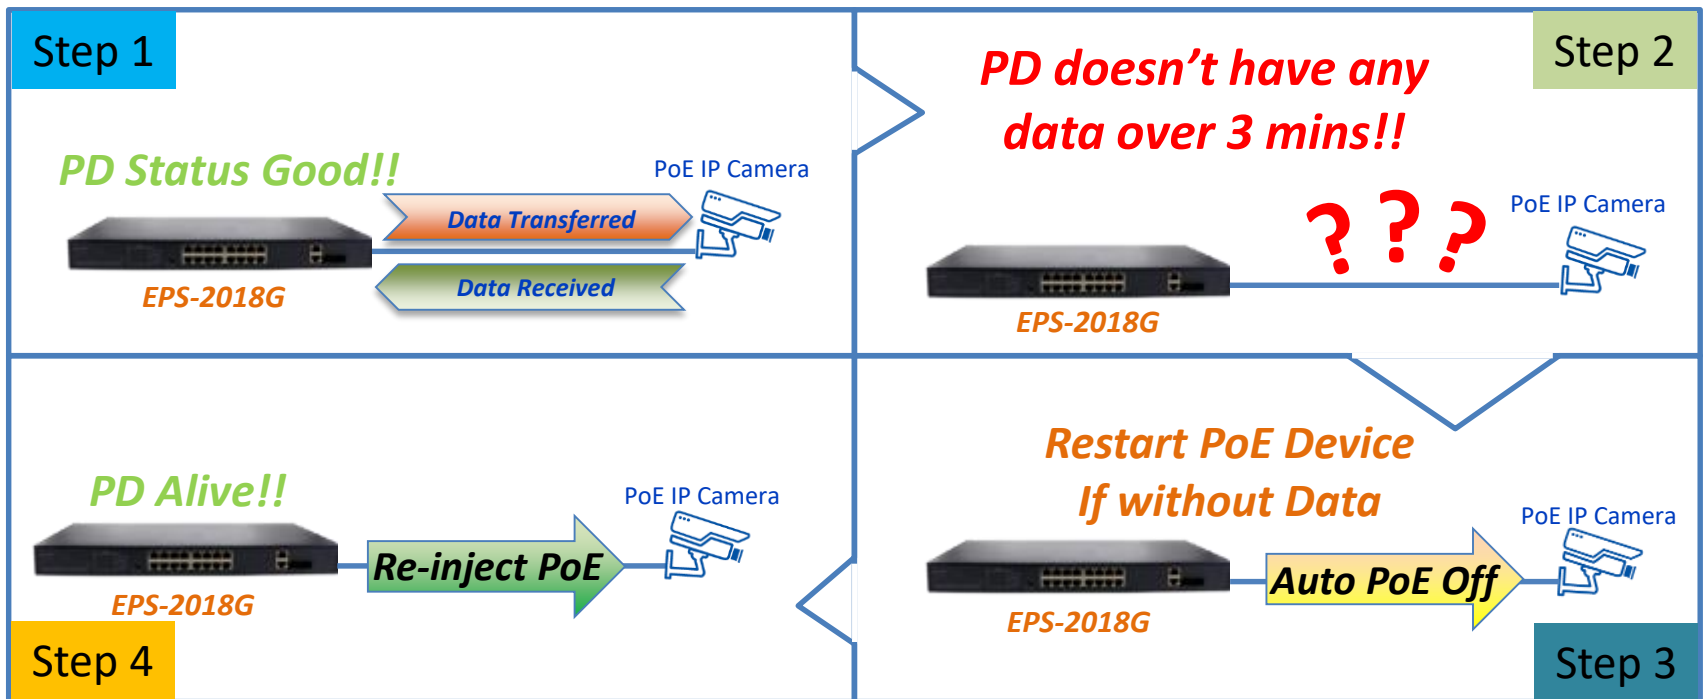 Step 1
PD Status Good!!
PoE IP Camera
Data Transferred
Data Received
EPS-2018G
Step 2
PD doesn't have any
data over 3 mins!!
? ? ?
PoE IP Camera
EPS-2018G
Restart PoE Device
If without Data
PoE IP Camera
Auto PoE Off
EPS-2018G
Step 3
PD Alive!!
PoE IP Camera
Re-inject PoE
EPS-2018G
Step 4